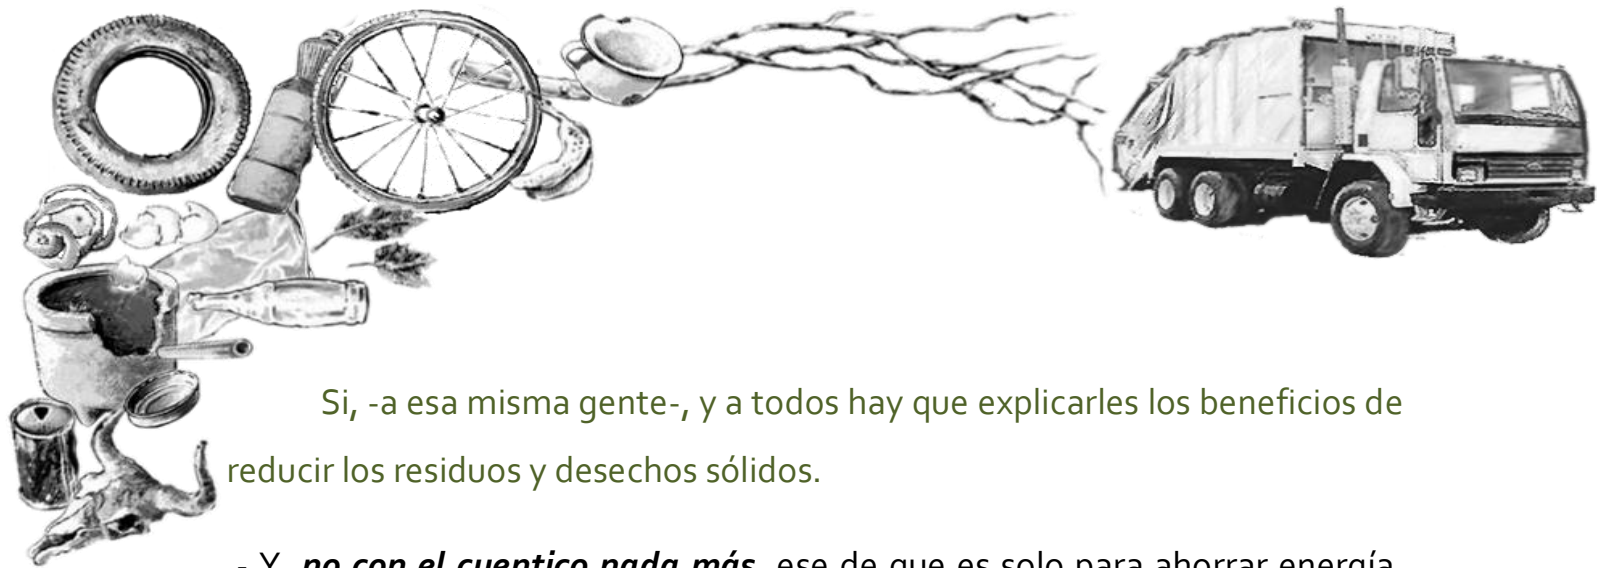 Si, -a esa misma gente-, y a todos hay que explicarles los beneficios de
reducir los residuos y desechos sólidos.
- Y no con el cuentico nada más, ese de que es solo para ahorrar energía